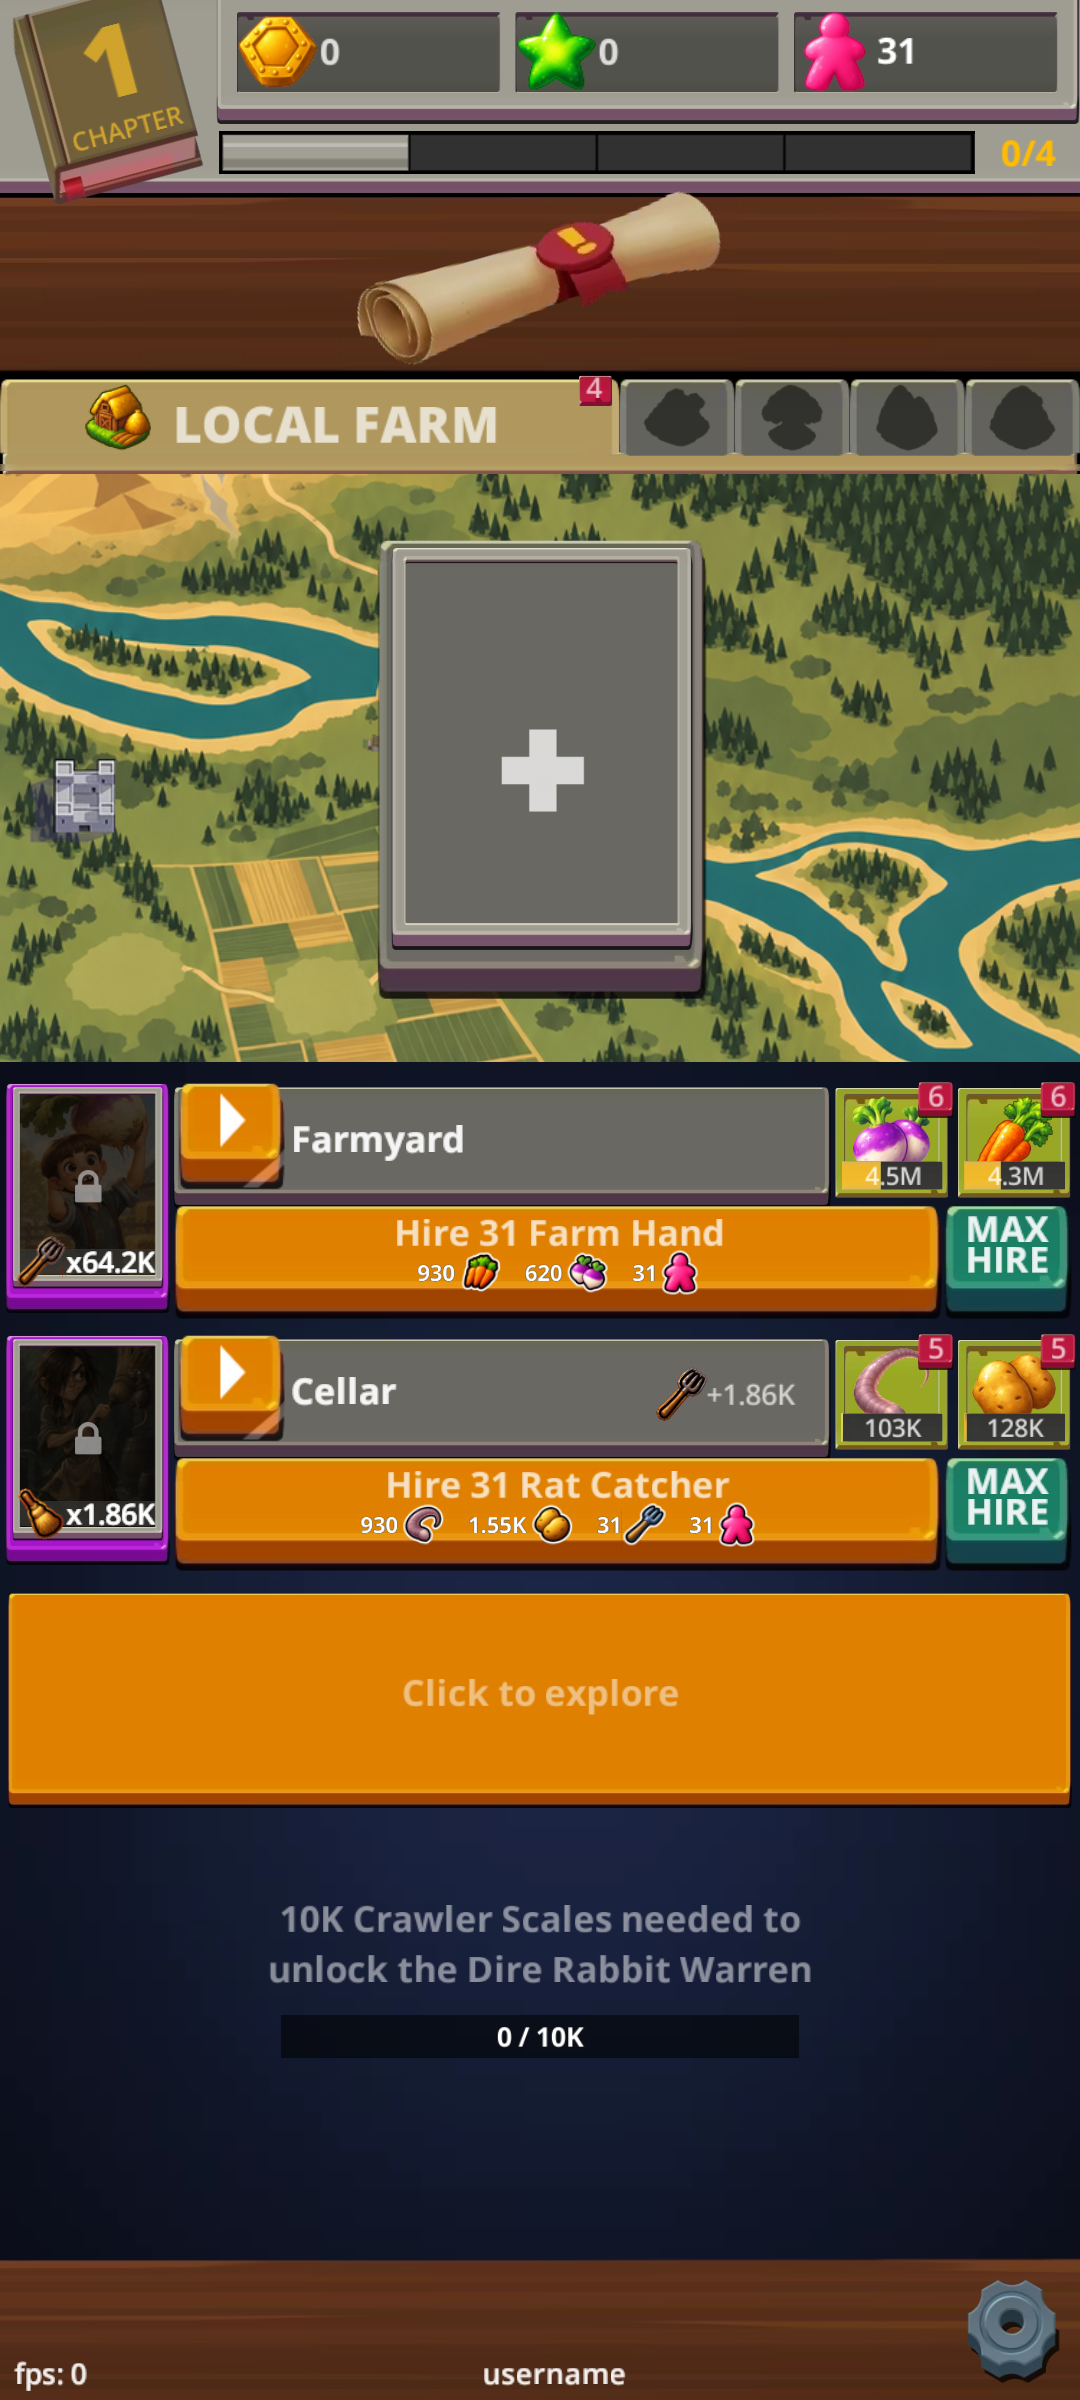 1
CHAPTER
0
0
31
0/4
LOCAL FARM
4
Farmyard
6
4.5M
6
4.3M
x64.2K
Hire 31 Farm Hand
930
620
31
MAX
HIRE
Cellar
+1.86K
5
103K
5
128K
x1.86K
Hire 31 Rat Catcher
930
1.55K
31
31
MAX
HIRE
Click to explore
10K Crawler Scales needed to
unlock the Dire Rabbit Warren
0 / 10K
fps: 0
username